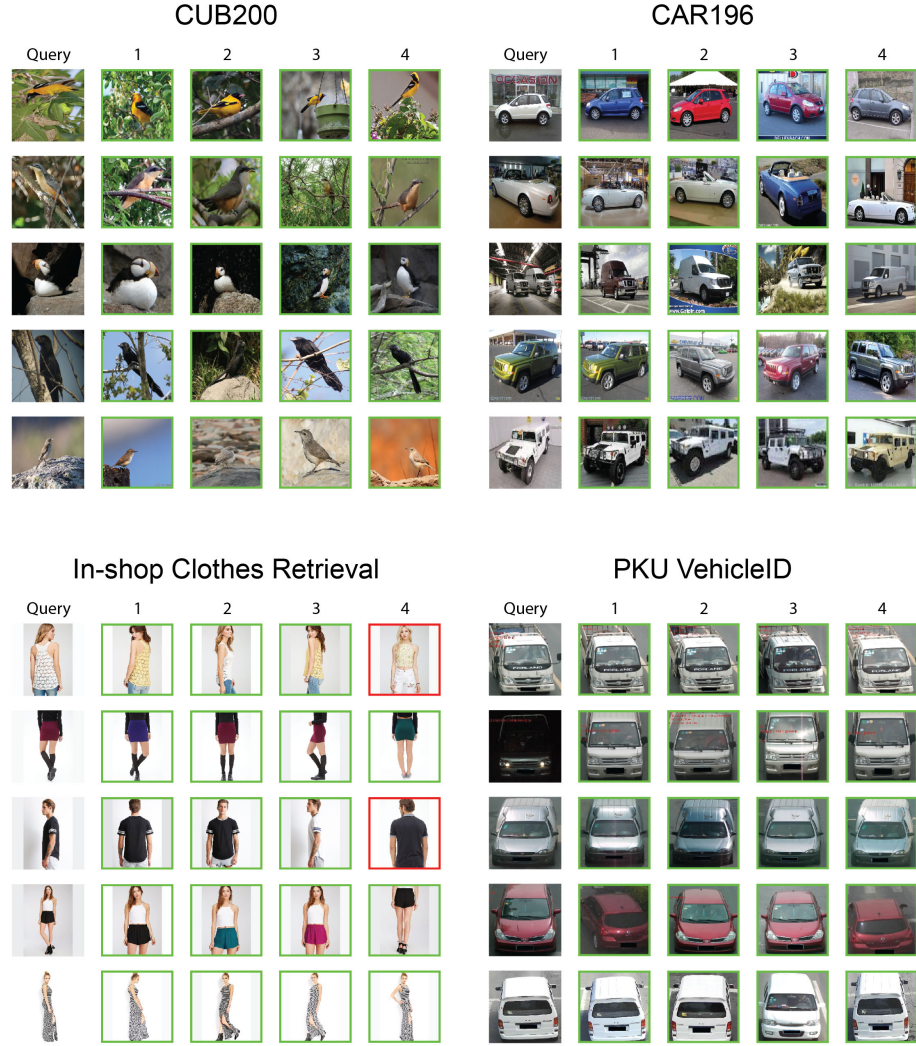 CUB200
Query 1 2 3 4
CAR196
Query 1 2 3 4
In-shop Clothes Retrieval
Query 1 2 3 4
PKU VehicleID
Query 1 2 3 4
FORLAND